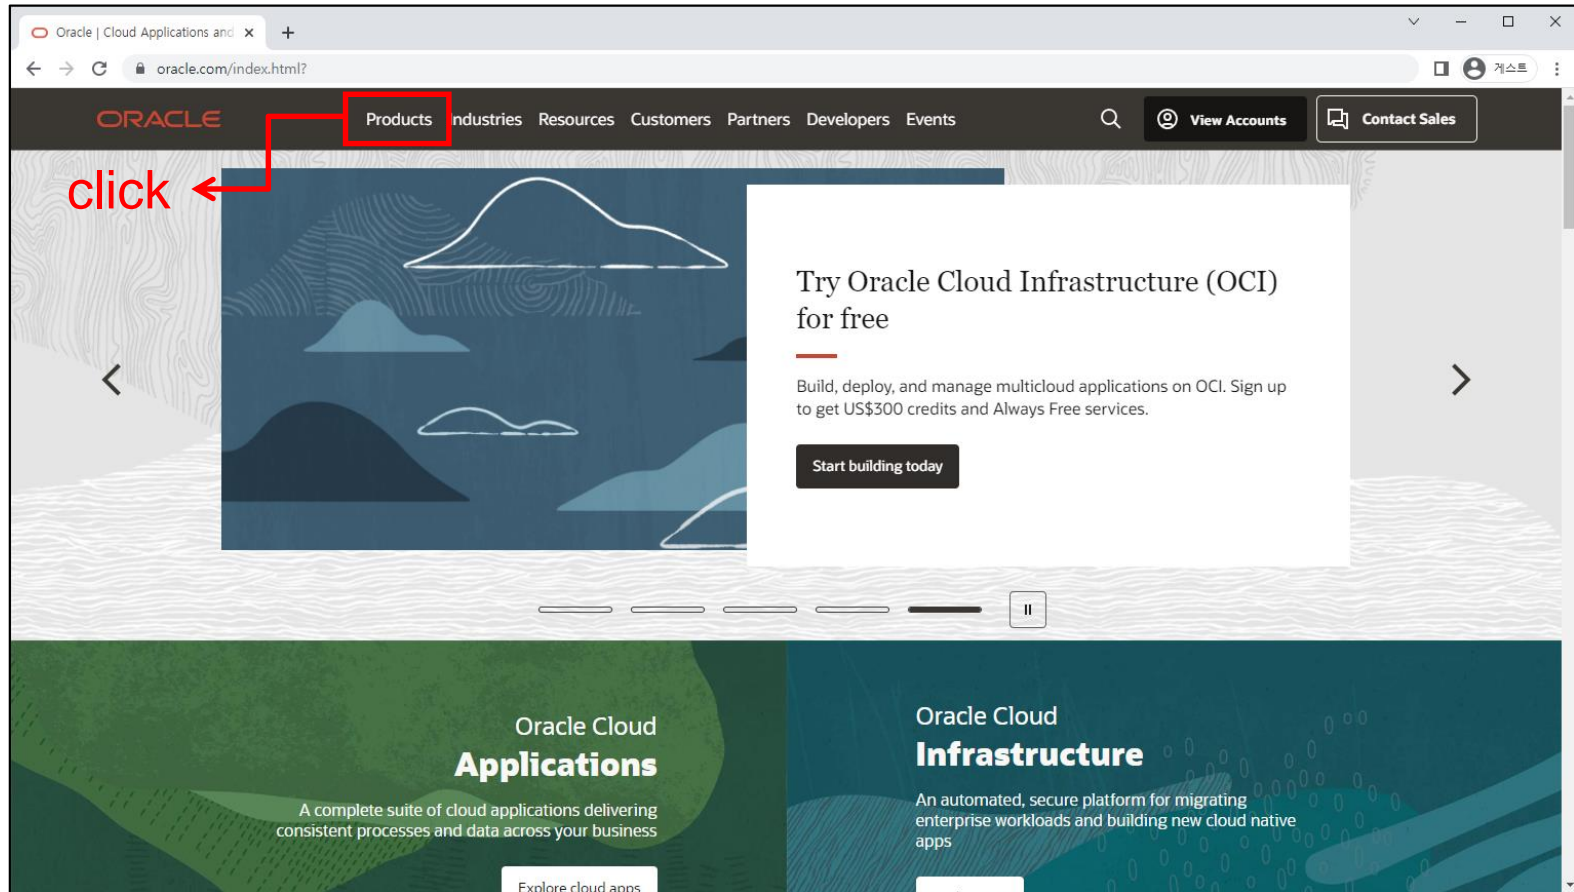 Oracle | Cloud Applications and
oracle.com/index.html?
게스트
ORACLE
Products Industries Resources Customers Partners Developers Events
View Accounts
Contact Sales
click
Try Oracle Cloud Infrastructure (OCI)
for free
Build, deploy, and manage multicloud applications on OCI. Sign up
to get US$300 credits and Always Free services.
Start building today
Oracle Cloud
Applications
A complete suite of cloud applications delivering
consistent processes and data across your business
Explore cloud apps
Oracle Cloud
Infrastructure
An automated, secure platform for migrating
enterprise workloads and building new cloud native
apps